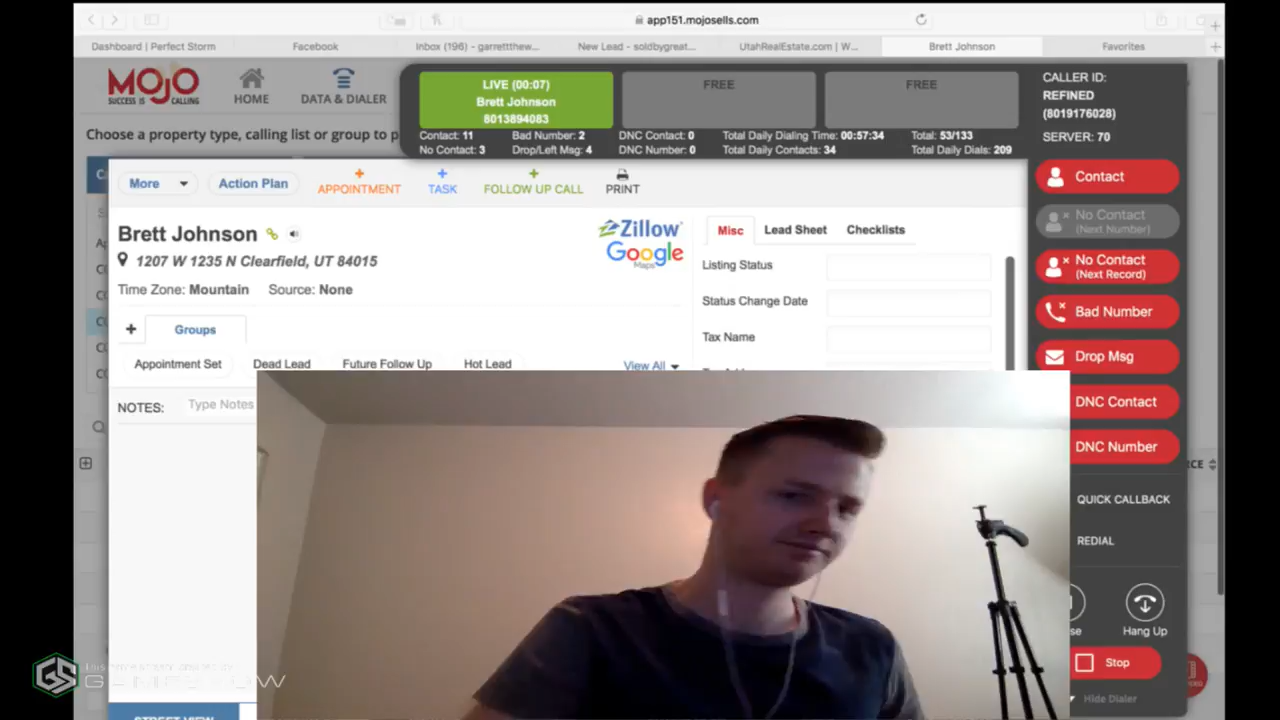 app151.mojosells.com
Dashboard | Perfect Storm
Facebook
Inbox (196) – garrettthew...
New Lead - soldbygreat...
UtahRealEstate.com | W...
Brett Johnson
Favorites
MOJO
SUCCESS IS CALLING
HOME
DATA & DIALER
LIVE (00:07)
Brett Johnson
8013894083
FREE
FREE
CALLER ID:
REFINED
(8019176028)
SERVER: 70
Contact: 11
Bad Number: 2
DNC Contact: 0
Total Daily Dialing Time: 00:57:34
Total: 53/133
No Contact: 3
Drop/Left Msg: 4
DNC Number: 0
Total Daily Contacts: 34
Total Daily Dials: 209
Choose a property type, calling list or group to
More
Action Plan
APPOINTMENT
TASK
FOLLOW UP CALL
PRINT
Brett Johnson
1207 W 1235 N Clearfield, UT 84015
Time Zone: Mountain
Source: None
Zillow
Google
Maps
Misc
Lead Sheet
Checklists
Listing Status
Status Change Date
Tax Name
Groups
Appointment Set
Dead Lead
Future Follow Up
Hot Lead
View All
NOTES:
Type Notes
Contact
No Contact
(Next Number)
No Contact
(Next Record)
Bad Number
Drop Msg
DNC Contact
DNC Number
QUICK CALLBACK
REDIAL
Hang Up
Stop
Hide Dialer
STREET VIEW
GS